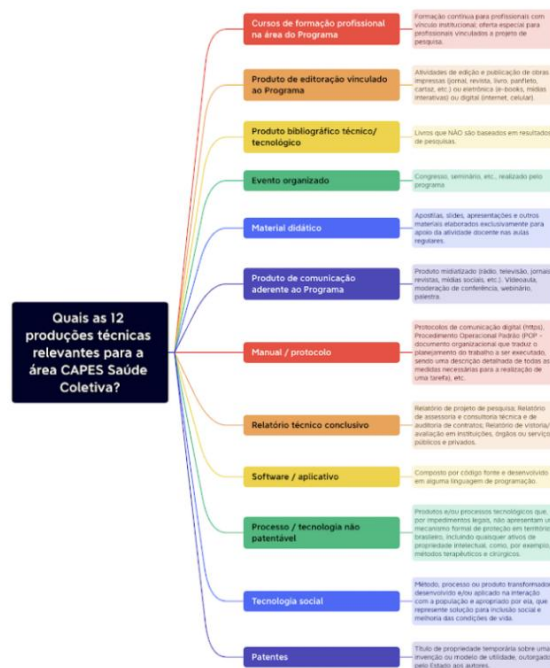 Quais as 12
produções técnicas
relevantes para a
área CAPES Saúde
Coletiva?
Cursos de formação profissional
na área do Programa
Formação contínua para profissionais com
vínculo institucional; oferta especial para
profissionais vinculados a projeto de
pesquisa.
Produto de editoração vinculado
ao Programa
Atividades de edição e publicação de obras
impressas (jornal, revista, livro, panfleto,
cartaz, etc.) ou eletrônica (e-books, mídias
interativas) ou digital (internet, celular).
Produto bibliográfico técnico/
tecnológico
Livros que NÃO são baseados em resultados
de pesquisas.
Evento organizado
Congresso, seminário, etc., realizado pelo
programa
Material didático
Apostilas, slides, apresentações e outros
materiais elaborados exclusivamente para
apoio da atividade docente nas aulas
regulares.
Produto de comunicação
aderente ao Programa
Produto midiatizado (rádio, televisão, jornais,
revistas, mídias sociais, etc.). Vídeoaula,
moderação de conferência, webinário,
palestra.
Manual / protocolo
Protocolos de comunicação digital (https),
Procedimento Operacional Padrão (POP -
documento organizacional que traduz o
planejamento do trabalho a ser executado,
sendo uma descrição detalhada de todas as
medidas necessárias para a realização de
uma tarefa), etc.
Relatório técnico conclusivo
Relatório de projeto de pesquisa; Relatório
de assessoria e consultoria técnica e de
auditoria de contratos; Relatório de vistoria/
avaliação em instituições, órgãos ou serviços
públicos e privados.
Software / aplicativo
Composto por código fonte e desenvolvido
em alguma linguagem de programação.
Processo / tecnologia não
patentável
Produtos e/ou processos tecnológicos que,
por impedimentos legais, não apresentam um
mecanismo formal de proteção em território
brasileiro, incluindo quaisquer ativos de
propriedade intelectual, como, por exemplo,
métodos terapêuticos e cirúrgicos.
Tecnologia social
Método, processo ou produto transformador,
desenvolvido e/ou aplicado na interação
com a população e apropriado por ela, que
represente solução para inclusão social e
melhoria das condições de vida.
Patentes
Título de propriedade temporária sobre uma
invenção ou modelo de utilidade, outorgado
pelo Estado aos autores.